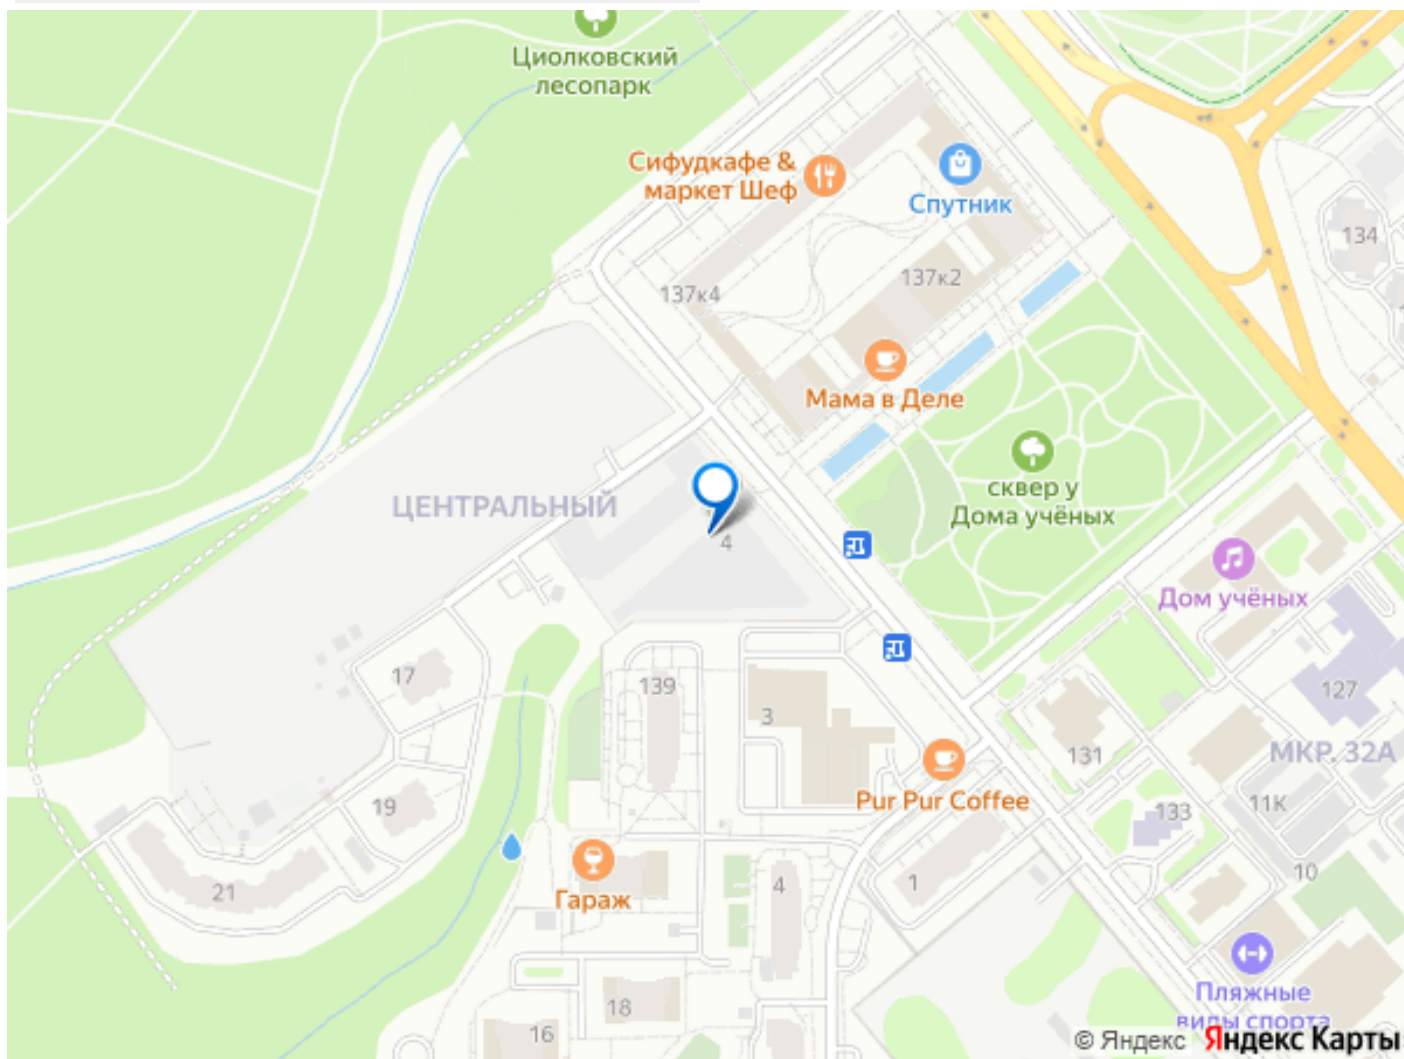 Циолковский
лесопарк
Сифудкафе &
маркет Шеф
Спутник
134
137к4
137к2
Мама в Деле
сквер у
Дома учёных
ЦЕНТРАЛЬНЫЙ
4
Дом учёных
17
139
3
127
131
МКР. 32А
19
Pur Pur Coffee
133
11К
21
Гараж
4
1
10
18
16
Пляжные
виды спорта
© Яндекс Яндекс Карты